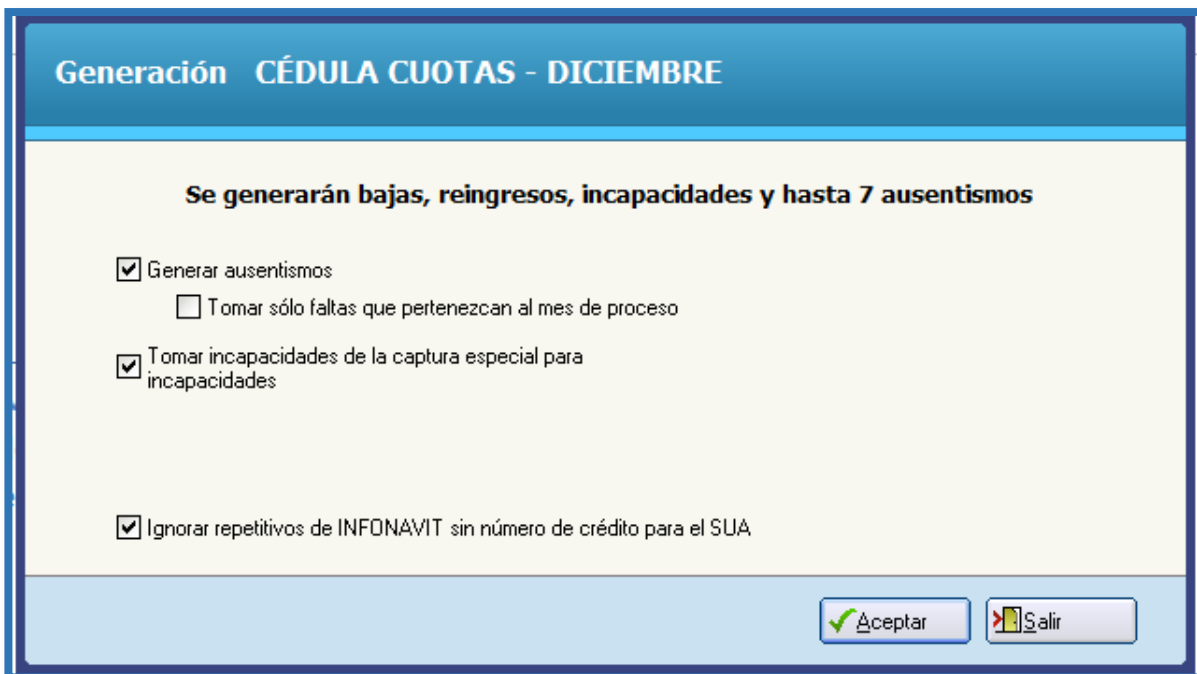 Generación CÉDULA CUOTAS - DICIEMBRE
Se generarán bajas, reingresos, incapacidades y hasta 7 ausentismos
Generar ausentismos
Tomar sólo faltas que pertenezcan al mes de proceso
Tomar incapacidades de la captura especial para
incapacidades
Ignorar repetitivos de INFONAVIT sin número de crédito para el SUA
Aceptar Salir